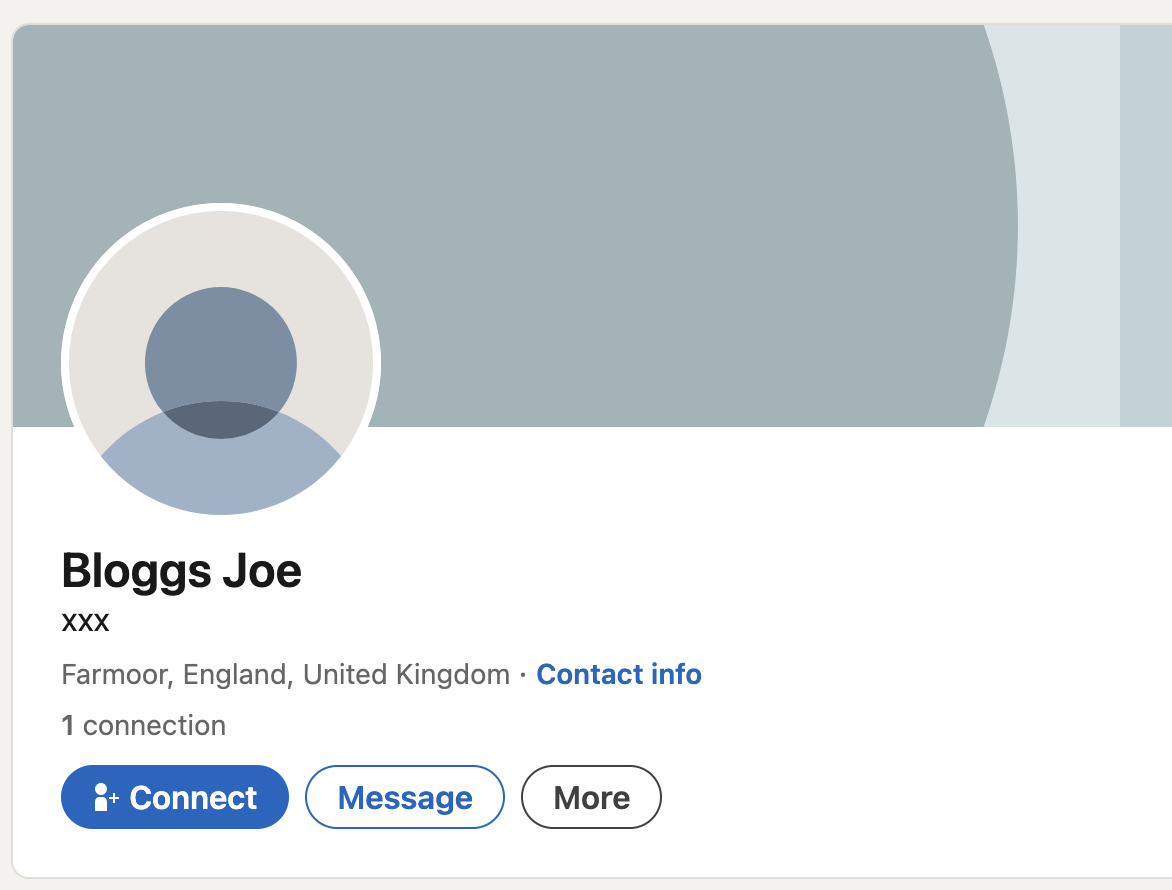 Bloggs Joe
xxx
Farmoor, England, United Kingdom · Contact info
1 connection
Connect
Message
More